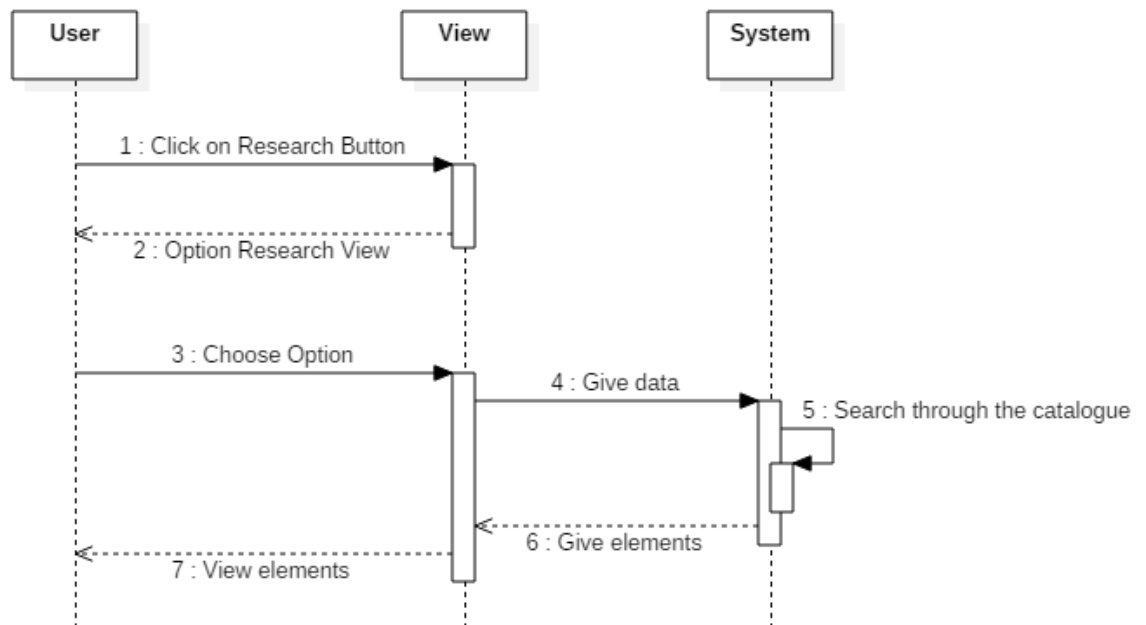 User
View
System
1 : Click on Research Button
2 : Option Research View
3 : Choose Option
4 : Give data
5 : Search through the catalogue
6 : Give elements
7 : View elements